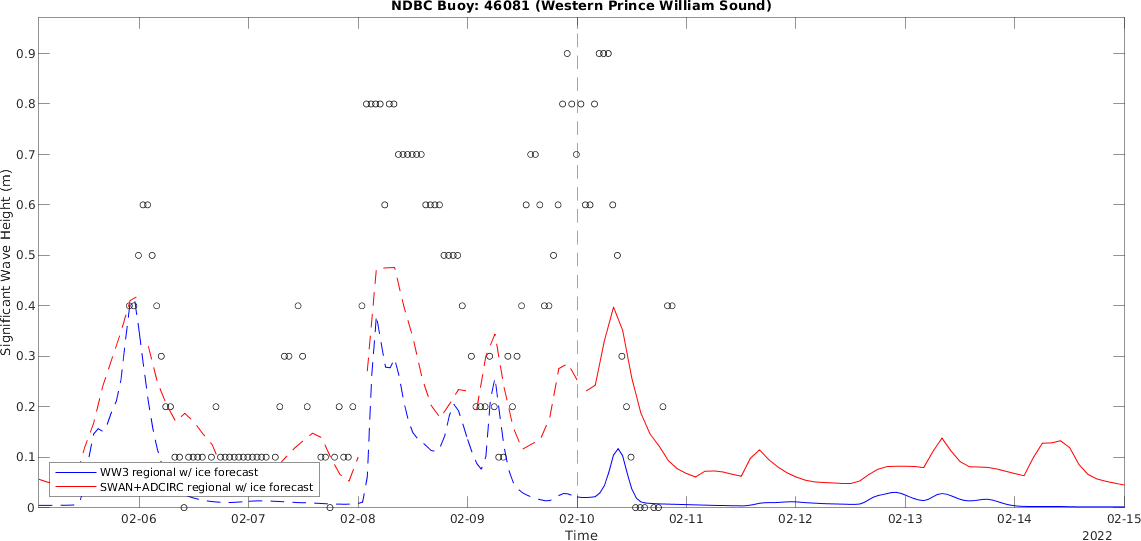 NDBC Buoy: 46081 (Western Prince William Sound)
Significant Wave Height (m)
0.9
0.8
0.7
0.6
0.5
0.4
0.3
0.2
0.1
0
WW3 regional w/ ice forecast
SWAN+ADCIRC regional w/ ice forecast
02-06 02-07 02-08 02-09 02-10 02-11 02-12 02-13 02-14 02-15
Time
2022